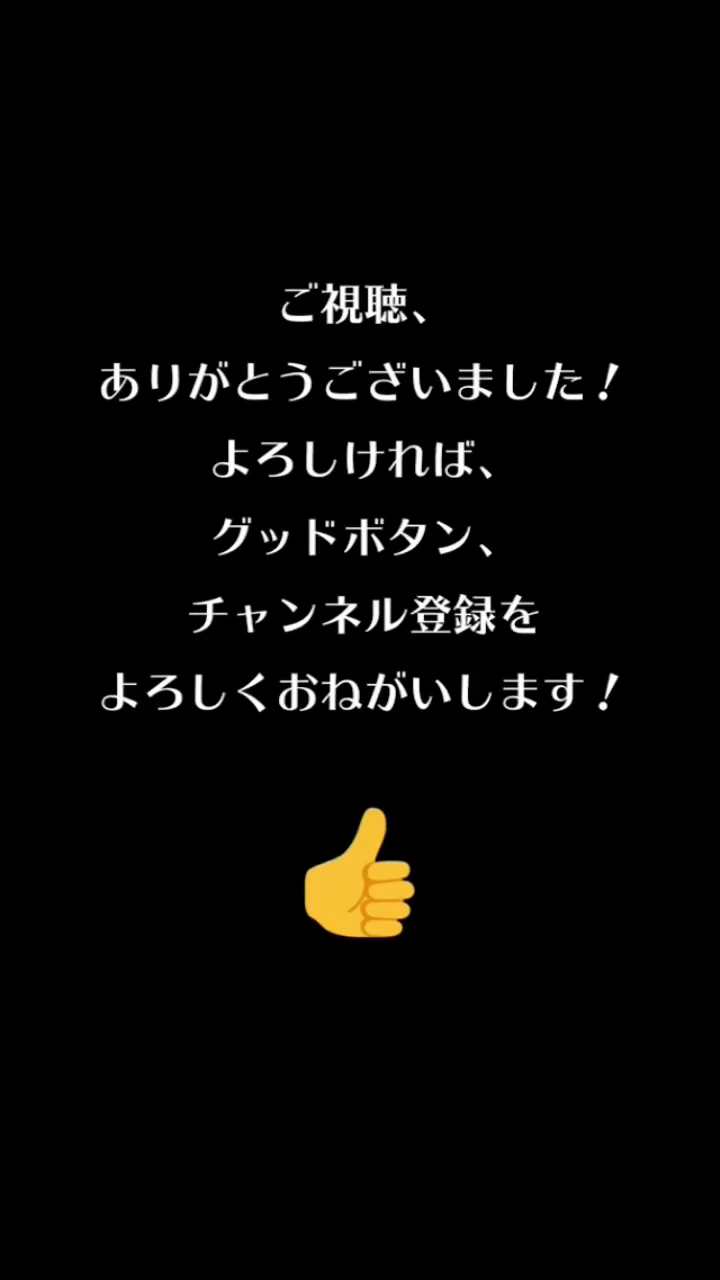 ご視聴、
ありがとうございました！
よろしければ、
グッドボタン、
チャンネル登録を
よろしくおねがいします！